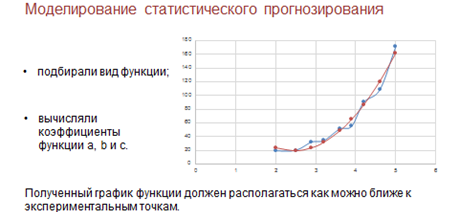 Моделирование статистического прогнозирования
• подбирали вид функции;
• вычисляли
коэффициенты
функции a, b и c.
180
160
140
120
100
80
60
40
20
0
0 1 2 3 4 5 6
Полученный график функции должен располагаться как можно ближе к
экспериментальным точкам.